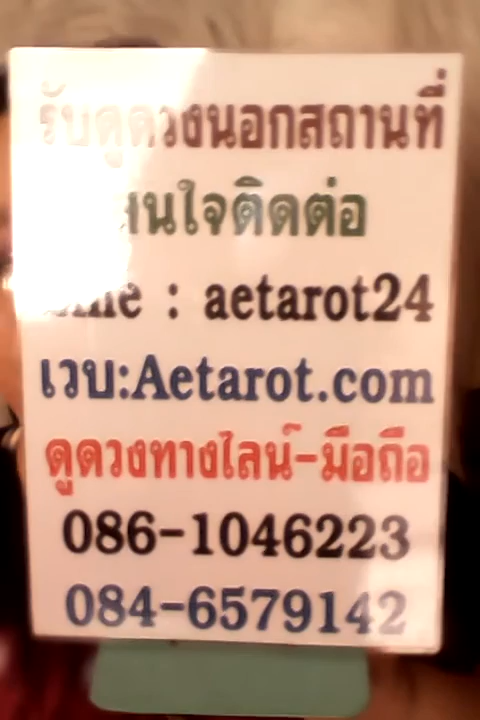 รับดูดวงนอกสถานที่
สนใจติดต่อ
Line : aetarot24
เวบ:Aetarot.com
ดูดวงทางไลน์-มือถือ
086-1046223
084-6579142